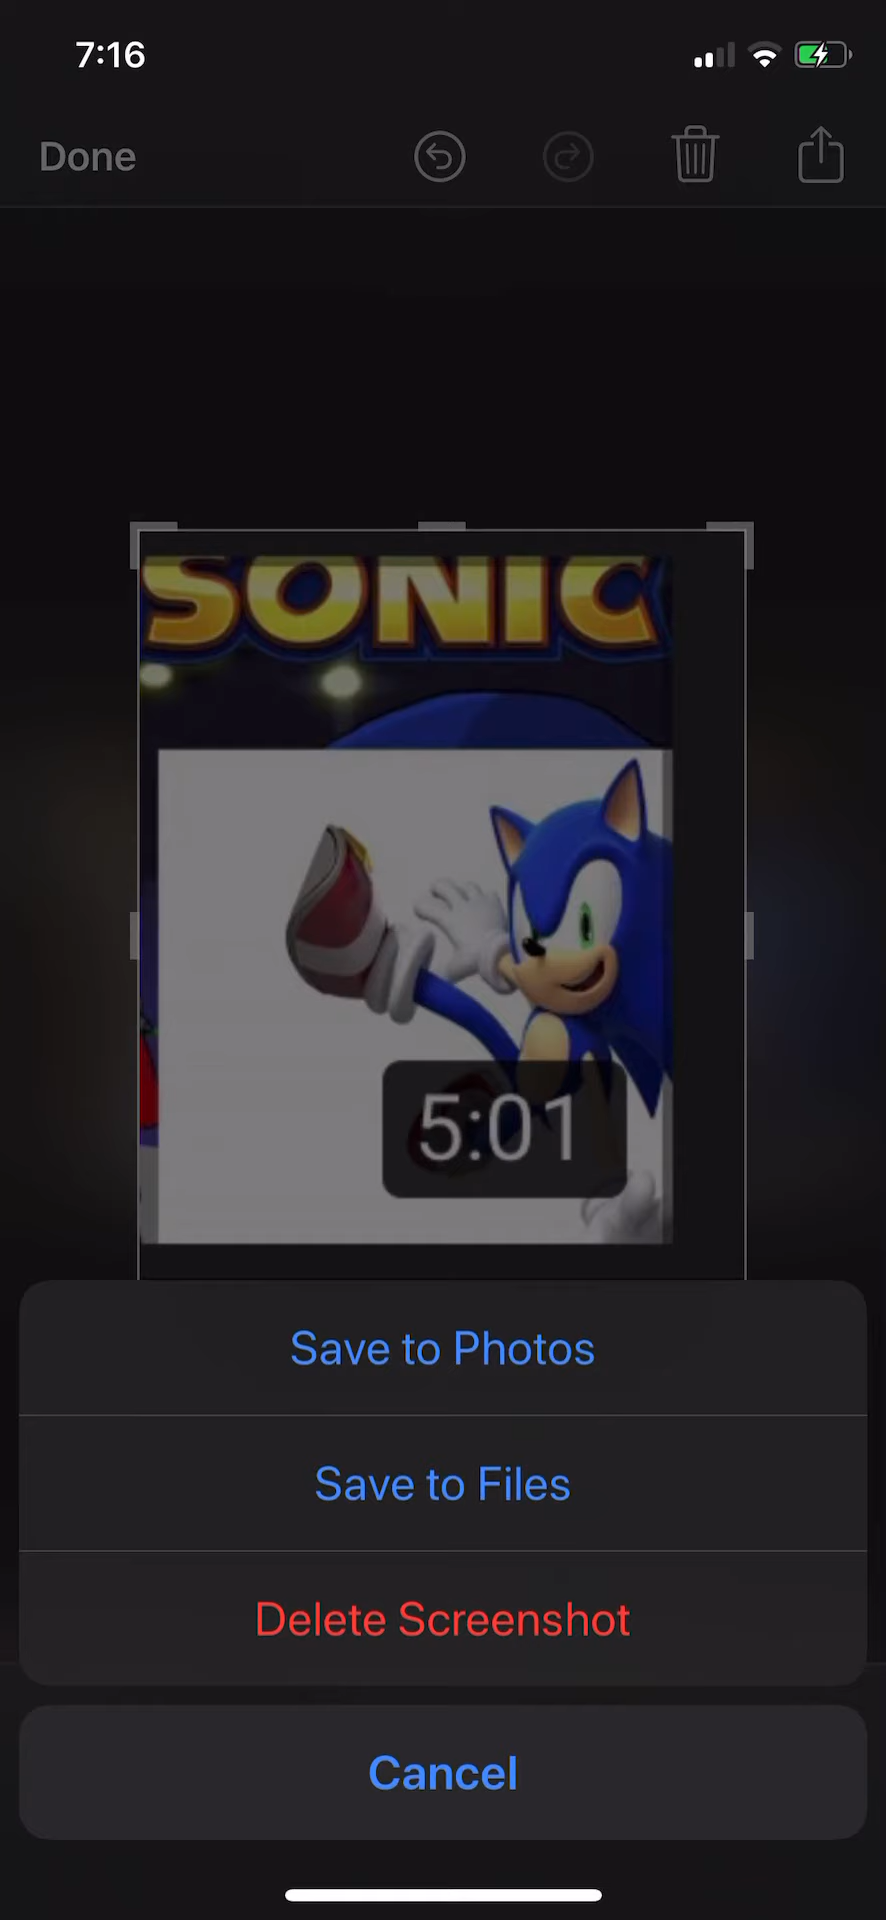 7:16
Done
SONIC
5:01
Save to Photos
Save to Files
Delete Screenshot
Cancel